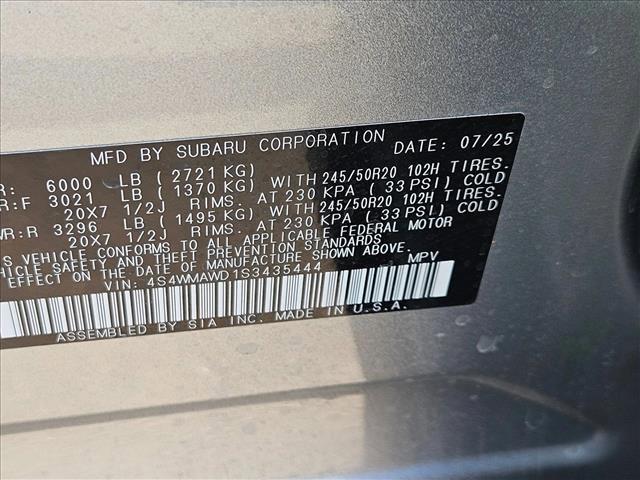 MFD BY SUBARU CORPORATION DATE: 07/25
R: 6000 LB (2721 KG)
R:F 3021 LB (1370 KG) WITH 245/50R20 102H TIRES.
20X7 1/2J RIMS. AT 230 KPA (33 PSI) COLD
WR:R 3296 LB (1495 KG) WITH 245/50R20 102H TIRES.
20X7 1/2J RIMS. AT 230 KPA (33 PSI) COLD
S VEHICLE CONFORMS TO ALL APPLICABLE FEDERAL MOTOR
HICLE SAFETY AND THEFT PREVENTION STANDARDS
EFFECT ON THE DATE OF MANUFACTURE SHOWN ABOVE.
VIN: 4S4WMAWD1S3435444 MPV
ASSEMBLED BY SIA INC. MADE IN U.S.A.